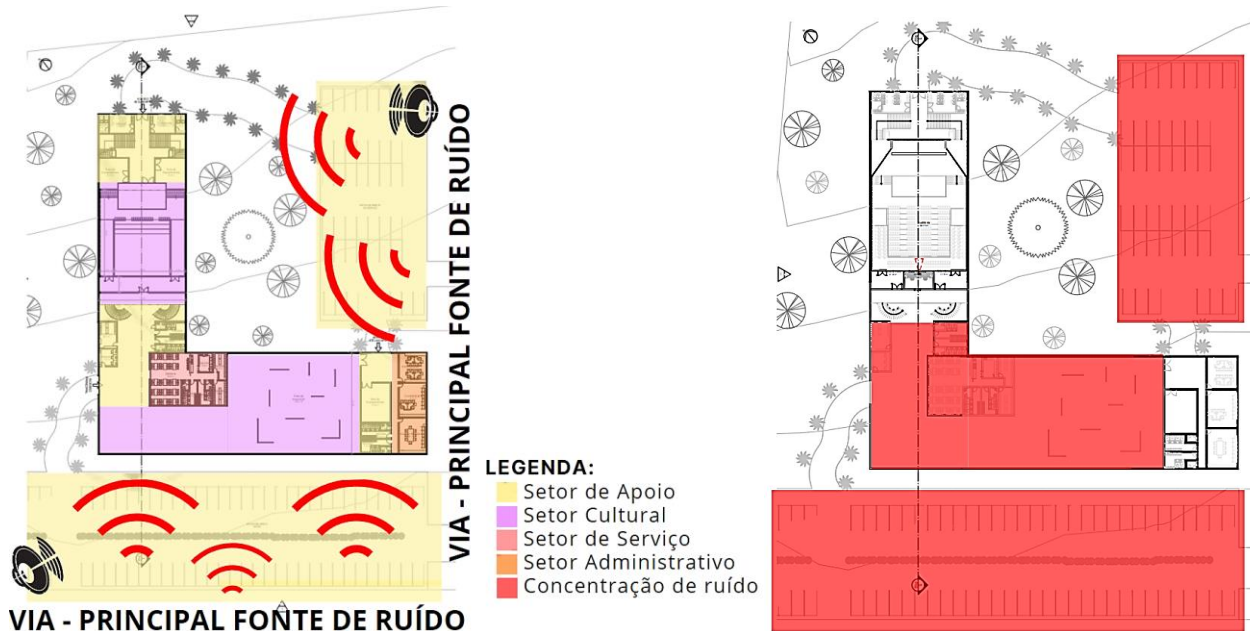 VIA - PRINCIPAL FONTE DE RUÍDO
VIA - PRINCIPAL FONTE DE RUÍDO
LEGENDA:
Setor de Apoio
Setor Cultural
Setor de Serviço
Setor Administrativo
Concentração de ruído